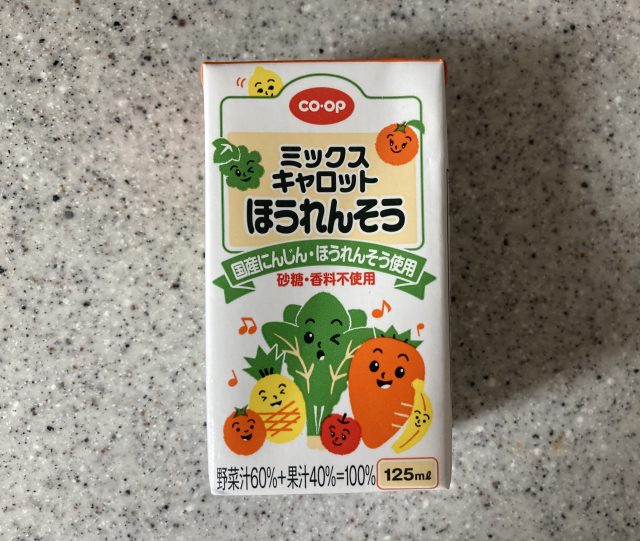 CO·OP
ミックス
キャロット
ほうれんそう
国産にんじん・ほうれんそう使用
砂糖・香料不使用
野菜汁60%+果汁40%=100% 125mℓ